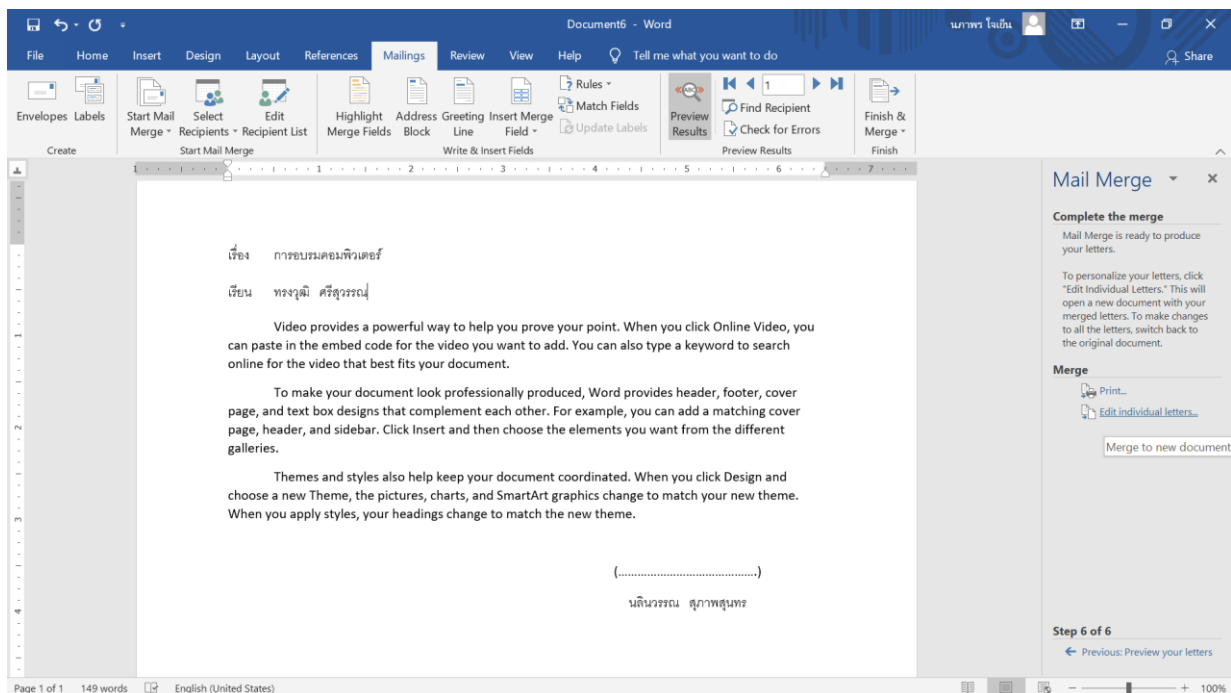 Document6 - Word
นภาพร ใจเย็น
File Home Insert Design Layout References Mailings Review View Help Tell me what you want to do Share
Envelopes Labels
Start Mail Merge
Select Recipients
Edit Recipient List
Highlight Merge Fields
Address Block
Greeting Line
Insert Merge Field
Rules
Match Fields
Update Labels
ABC
Preview Results
1
Find Recipient
Check for Errors
Finish & Merge
Create
Start Mail Merge
Write & Insert Fields
Preview Results
Finish
1 1 2 3 4 5 6 7
เรื่อง การอบรมคอมพิวเตอร์
เรียน ทรงวุฒิ ศรีสุวรรณ
Video provides a powerful way to help you prove your point. When you click Online Video, you
can paste in the embed code for the video you want to add. You can also type a keyword to search
online for the video that best fits your document.
To make your document look professionally produced, Word provides header, footer, cover
page, and text box designs that complement each other. For example, you can add a matching cover
page, header, and sidebar. Click Insert and then choose the elements you want from the different
galleries.
Themes and styles also help keep your document coordinated. When you click Design and
choose a new Theme, the pictures, charts, and SmartArt graphics change to match your new theme.
When you apply styles, your headings change to match the new theme.
(…………………………………….)
นลินวรรณ สุภาพสุนทร
1
2
3
4
Mail Merge
Complete the merge
Mail Merge is ready to produce
your letters.
To personalize your letters, click
"Edit Individual Letters." This will
open a new document with your
merged letters. To make changes
to all the letters, switch back to
the original document.
Merge
Print...
Edit individual letters...
Merge to new document
Step 6 of 6
Previous: Preview your letters
Page 1 of 1 149 words English (United States) 100%